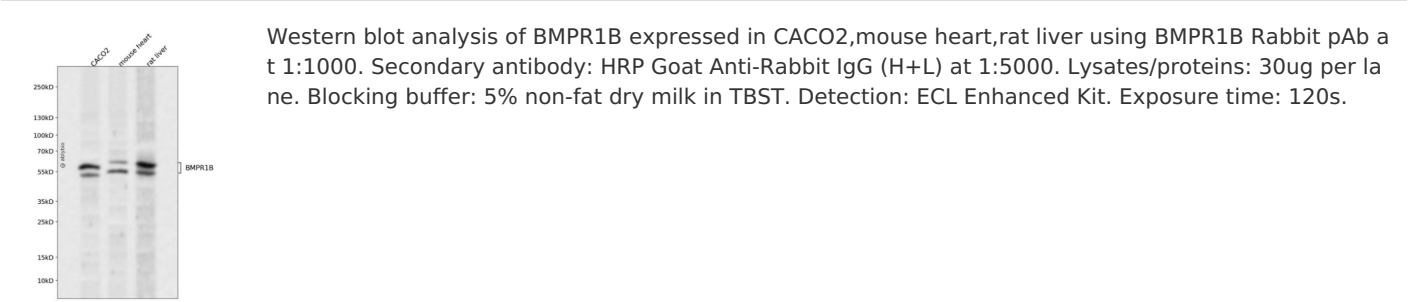 Western blot analysis of BMPR1B expressed in CACO2,mouse heart,rat liver using BMPR1B Rabbit pAb a
t 1:1000. Secondary antibody: HRP Goat Anti-Rabbit IgG (H+L) at 1:5000. Lysates/proteins: 30ug per la
ne. Blocking buffer: 5% non-fat dry milk in TBST. Detection: ECL Enhanced Kit. Exposure time: 120s.
CACO2
mouse heart
rat liver
250kD
130kD
100kD
70kD
55kD
35kD
25kD
15kD
10kD
BMPR1B